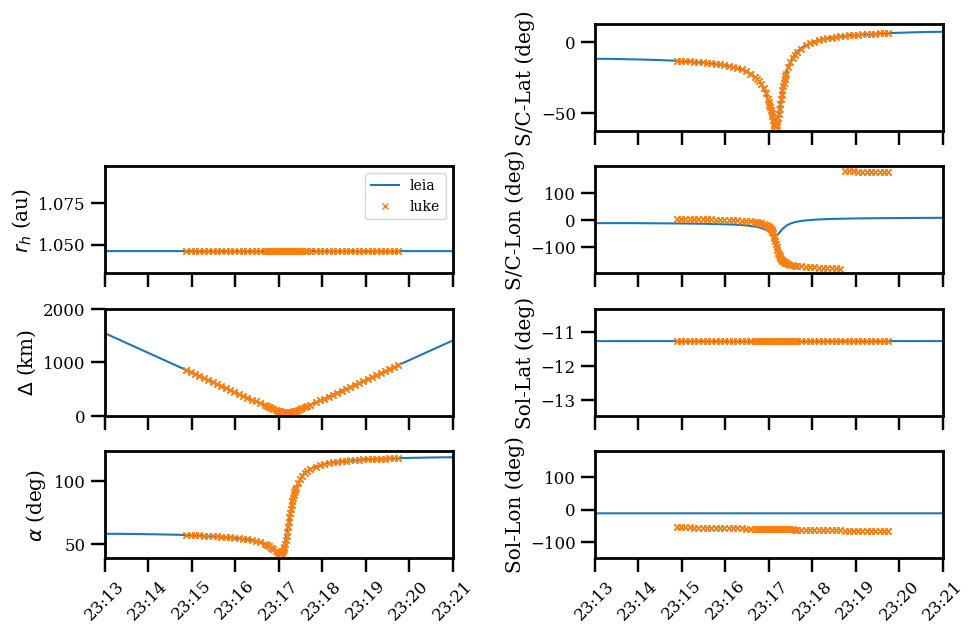 S/C-Lat (deg)
0
−50
r_h (au)
1.075
1.050
leia
luke
S/C-Lon (deg)
100
0
−100
Δ (km)
2000
1000
0
Sol-Lat (deg)
−11
−12
−13
α (deg)
100
50
Sol-Lon (deg)
100
0
−100
23:13 23:14 23:15 23:16 23:17 23:18 23:19 23:20 23:21
23:13 23:14 23:15 23:16 23:17 23:18 23:19 23:20 23:21